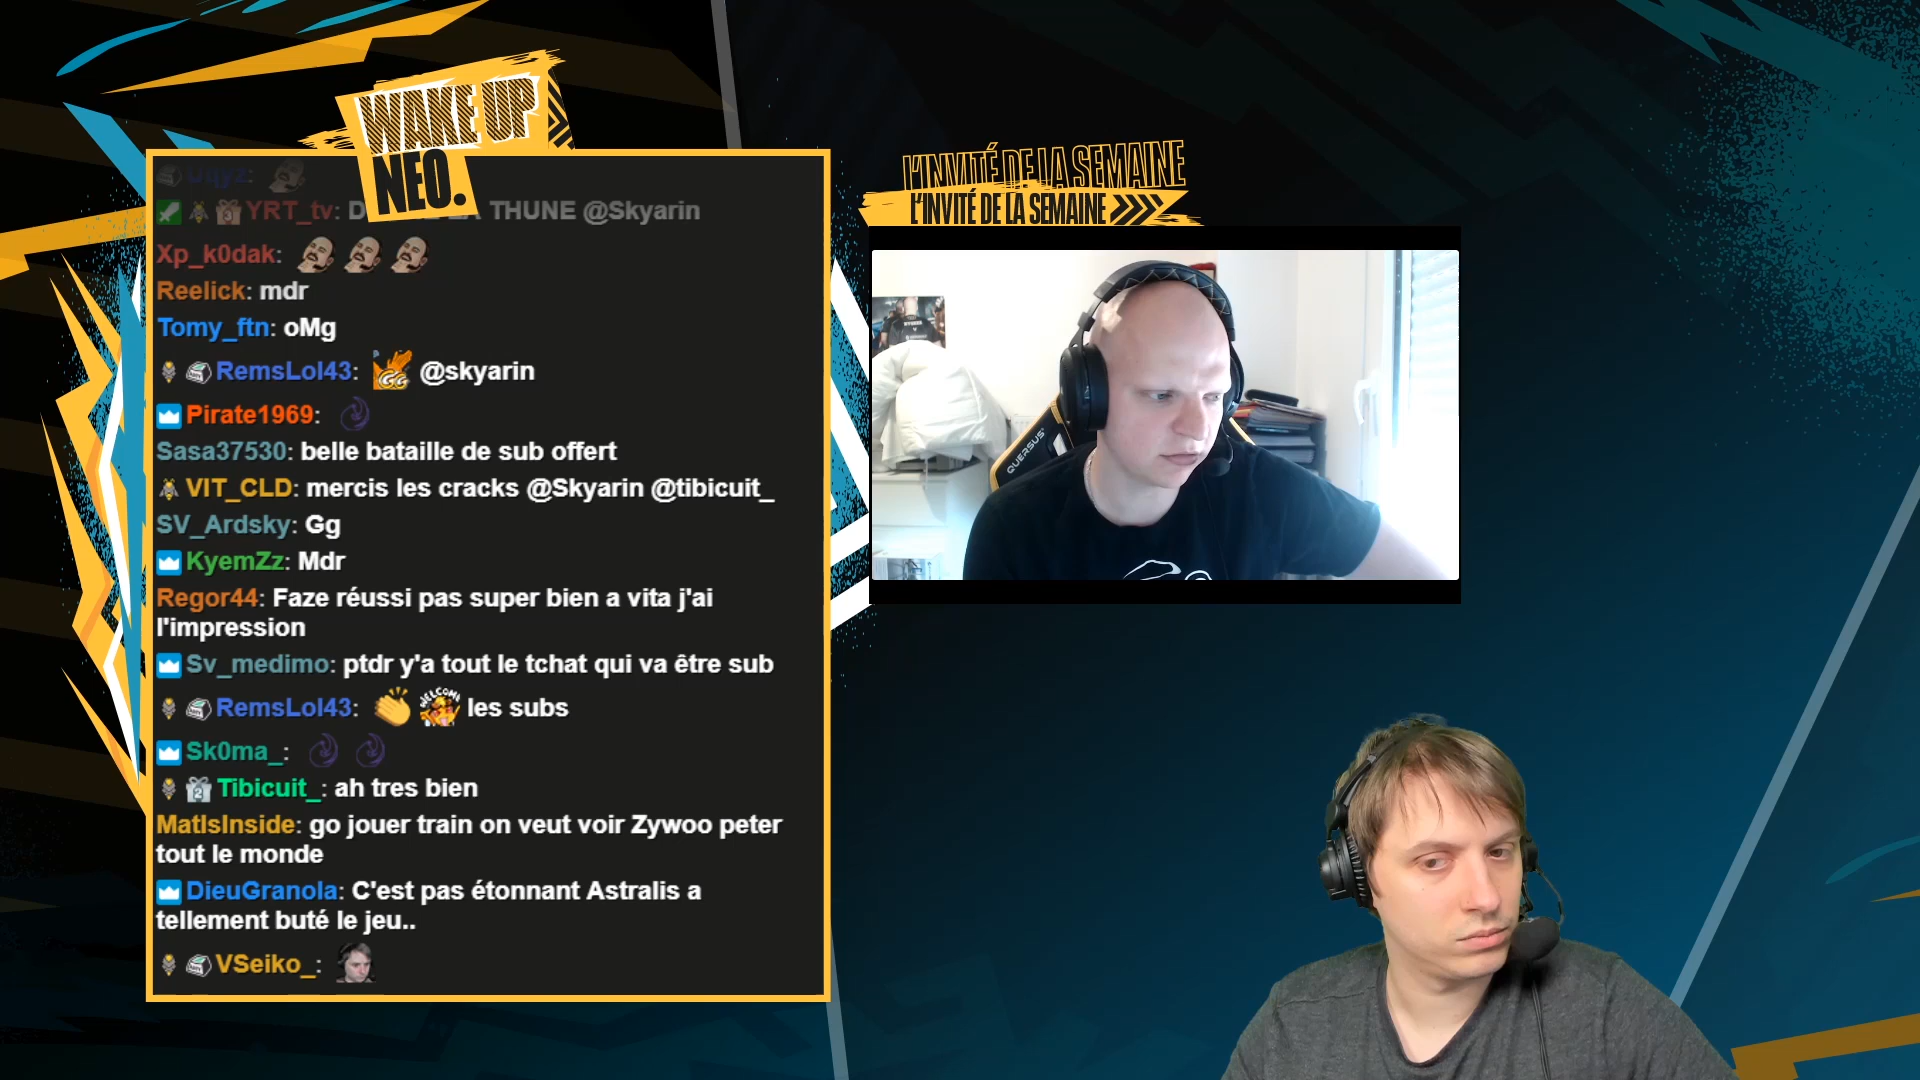 WAKE UP
NEO.
YRT_tv: D THUNE @Skyarin
Xp_k0dak:
Reelick: mdr
Tomy_ftn: oMg
RemsLol43: GG @skyarin
Pirate1969:
Sasa37530: belle bataille de sub offert
VIT_CLD: mercis les cracks @Skyarin @tibicuit_
SV_Ardsky: Gg
KyemZz: Mdr
Regor44: Faze réussi pas super bien a vita j'ai
l'impression
Sv_medimo: ptdr y'a tout le tchat qui va être sub
RemsLol43: WELCOME les subs
Sk0ma_:
Tibicuit_: ah tres bien
MatIsInside: go jouer train on veut voir Zywoo peter
tout le monde
DieuGranola: C'est pas étonnant Astralis a
tellement buté le jeu..
VSeiko_:
L'INVITÉ DE LA SEMAINE
L'INVITÉ DE LA SEMAINE
QUERSUS